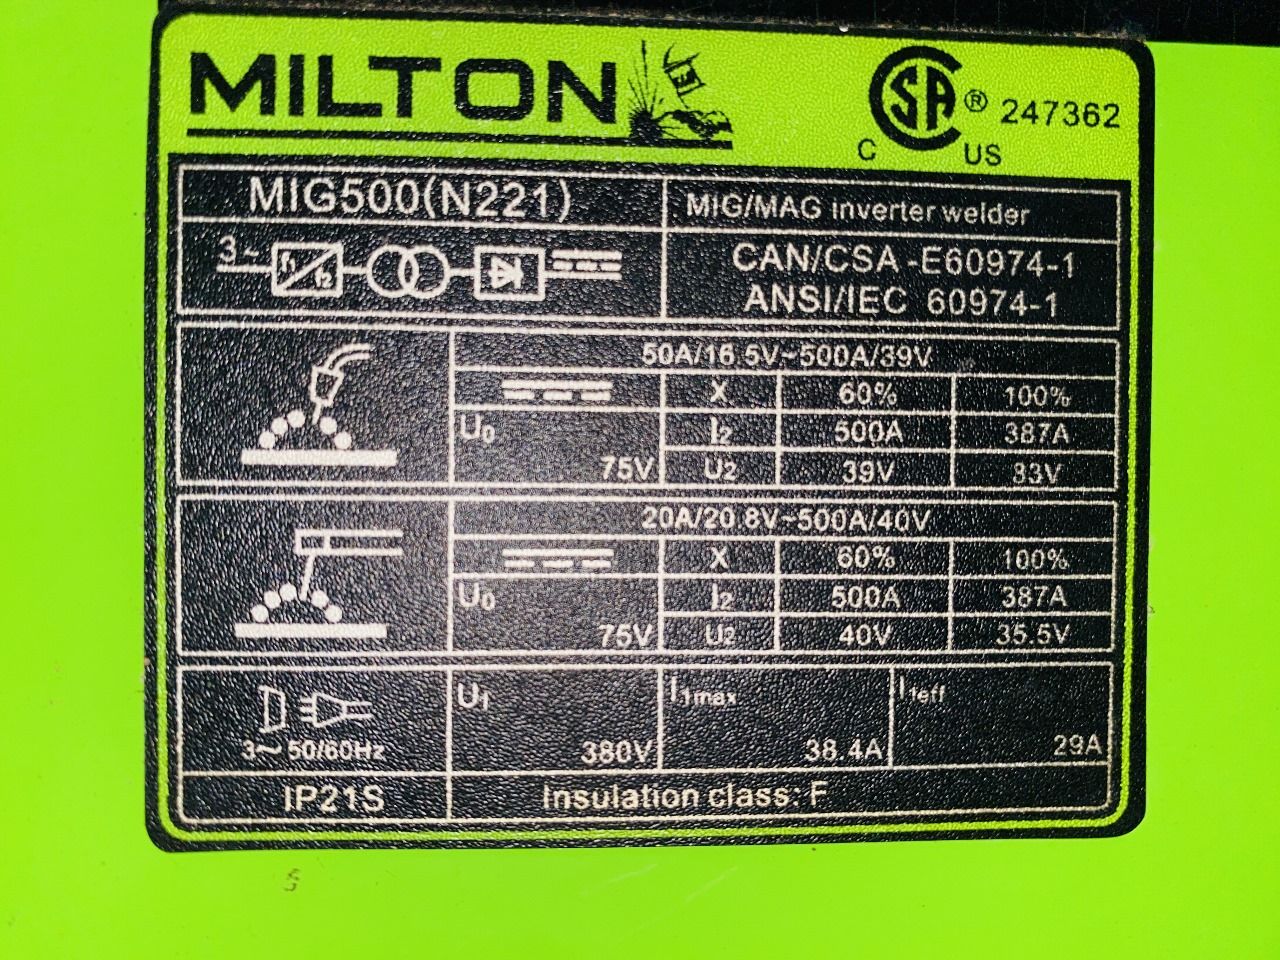 MILTON
CSA ® 247362
C US
MIG500(N221)
MIG/MAG inverter welder
3~ f1 f2
CAN/CSA -E60974-1
ANSI/IEC 60974-1
50A/16.5V~500A/39V
X 60% 100%
U0 75V I2 500A 387A
U2 39V 33V
20A/20.8V~500A/40V
X 60% 100%
U0 75V I2 500A 387A
U2 40V 35.5V
3~ 50/60Hz
U1 380V
I1max 38.4A
I1eff 29A
IP21S
Insulation class: F